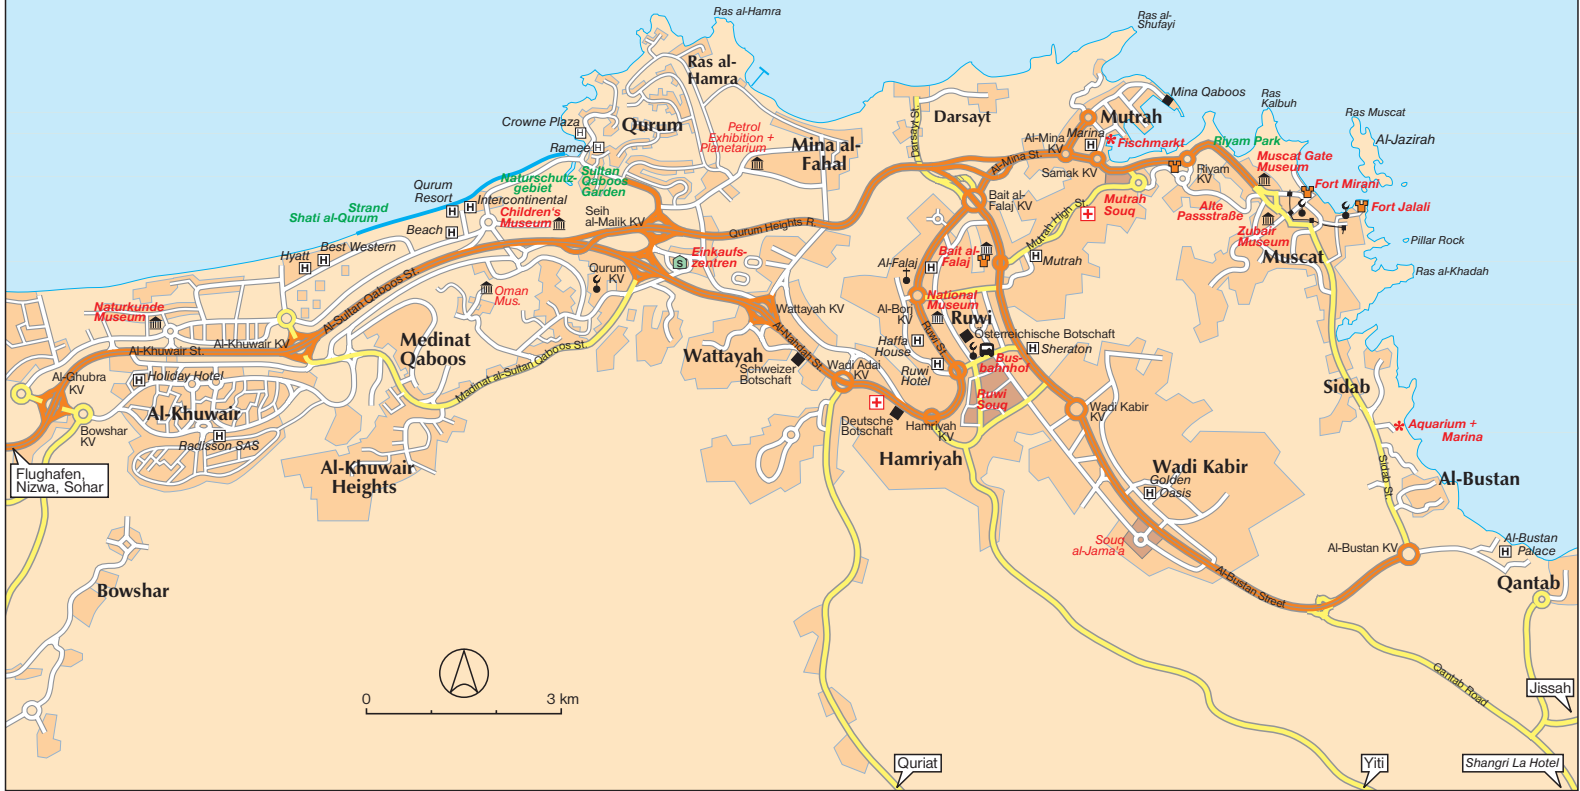 Ras al-Hamra
Ras al-
Shufayi
Ras al-
Hamra
Mina Qaboos
Ras
Kalbuh
Ras Muscat
Al-Jazirah
Crowne Plaza
Qurum
Ramee
Petrol
Exhibition +
Planetarium
Mina al-
Fahal
Darsayt St.
Darsayt
Al-Mina
KV
Marina
Mutrah
Fischmarkt
Riyam Park
Muscat Gate
Museum
Al-Mina St.
Samak KV
Riyam
KV
Fort Mirani
Fort Jalali
Naturschutz-
gebiet
Sultan
Qaboos
Garden
Qurum
Resort
Intercontinental
Strand
Shati al-Qurum
Children's
Museum
Seih
al-Malik KV
Beach
Best Western
Hyatt
Qurum Heights R.
Bait al-
Falaj KV
Mutrah High St.
Mutrah
Souq
Alte
Passstraße
Zubair
Museum
Muscat
Pillar Rock
Ras al-Khadah
Einkaufs-
zentren
S
Qurum
KV
Al-Falaj
Bait al-
Falaj
Mutrah
Al-Sultan Qaboos St.
Oman
Mus.
Naturkunde
Museum
Al-Khuwair St.
Al-Khuwair KV
Medinat
Qaboos
Madinat al-Sultan Qaboos St.
Wattayah KV
Al-Nahdah St.
Wattayah
Schweizer
Botschaft
Wadi Adai
KV
National
Museum
Al-Borj
KV
Ruwi
Ruwi St.
Haffa
House
Ruwi
Hotel
Österreichische Botschaft
Sheraton
Bus-
bahnhof
Ruwi
Souq
Al-Ghubra
KV
Holiday Hotel
Al-Khuwair
Bowshar
KV
Radisson SAS
Al-Khuwair
Heights
Flughafen,
Nizwa, Sohar
Deutsche
Botschaft
Hamriyah
KV
Hamriyah
Wadi Kabir
KV
Wadi Kabir
Golden
Oasis
Souq
al-Jama'a
Sidab
Sidab St.
Aquarium +
Marina
Al-Bustan
Al-Bustan KV
Al-Bustan
Palace
Qantab
Al-Bustan Street
Qantab Road
Bowshar
0 3 km
Quriat
Yiti
Jissah
Shangri La Hotel